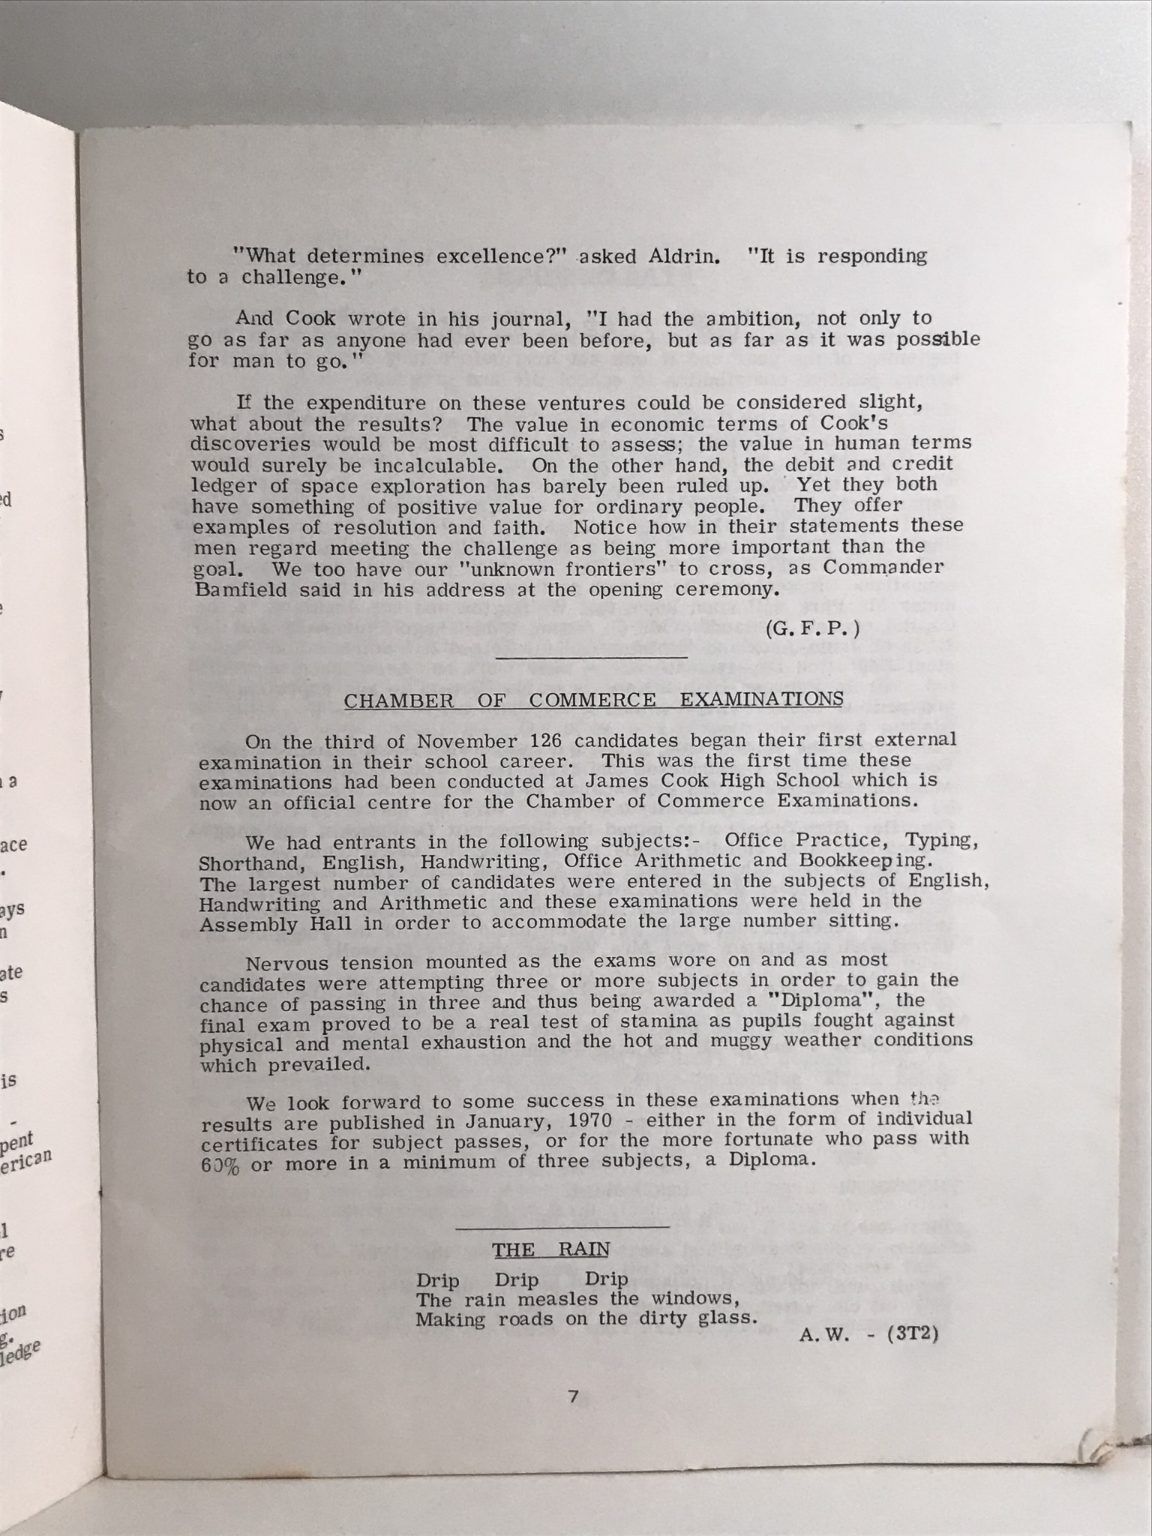 "What determines excellence?" asked Aldrin. "It is responding
to a challenge."
And Cook wrote in his journal, "I had the ambition, not only to
go as far as anyone had ever been before, but as far as it was possible
for man to go."
If the expenditure on these ventures could be considered slight,
what about the results? The value in economic terms of Cook's
discoveries would be most difficult to assess; the value in human terms
would surely be incalculable. On the other hand, the debit and credit
ledger of space exploration has barely been ruled up. Yet they both
have something of positive value for ordinary people. They offer
examples of resolution and faith. Notice how in their statements these
men regard meeting the challenge as being more important than the
goal. We too have our "unknown frontiers" to cross, as Commander
Bamfield said in his address at the opening ceremony.
(G. F. P. )
CHAMBER OF COMMERCE EXAMINATIONS
On the third of November 126 candidates began their first external
examination in their school career. This was the first time these
examinations had been conducted at James Cook High School which is
now an official centre for the Chamber of Commerce Examinations.
We had entrants in the following subjects:- Office Practice, Typing,
Shorthand, English, Handwriting, Office Arithmetic and Bookkeeping.
The largest number of candidates were entered in the subjects of English,
Handwriting and Arithmetic and these examinations were held in the
Assembly Hall in order to accommodate the large number sitting.
Nervous tension mounted as the exams wore on and as most
candidates were attempting three or more subjects in order to gain the
chance of passing in three and thus being awarded a "Diploma", the
final exam proved to be a real test of stamina as pupils fought against
physical and mental exhaustion and the hot and muggy weather conditions
which prevailed.
We look forward to some success in these examinations when the
results are published in January, 1970 - either in the form of individual
certificates for subject passes, or for the more fortunate who pass with
60% or more in a minimum of three subjects, a Diploma.
THE RAIN
Drip Drip Drip
The rain measles the windows,
Making roads on the dirty glass.
A. W. - (3T2)
7